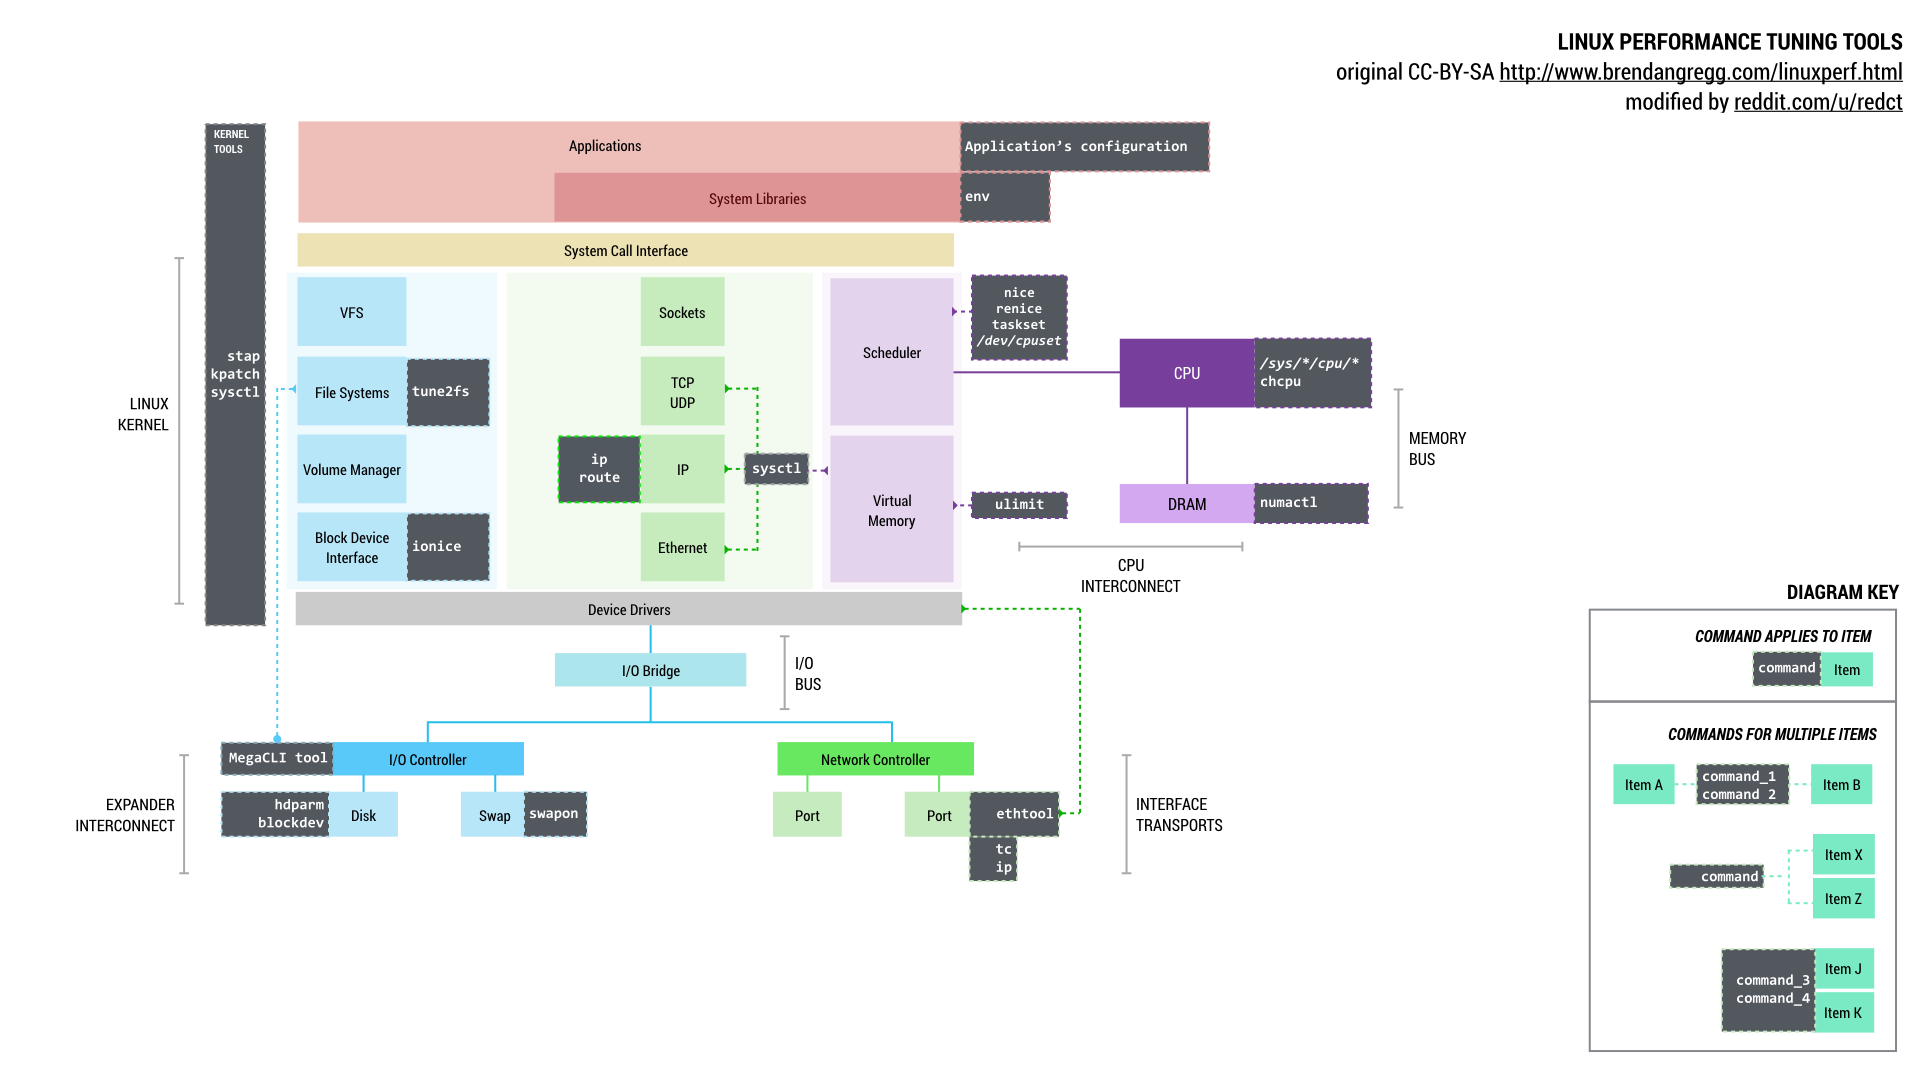 LINUX PERFORMANCE TUNING TOOLS
original CC-BY-SA http://www.brendangregg.com/linuxperf.html
modified by reddit.com/u/redct
KERNEL
TOOLS
stap
kpatch
sysctl
LINUX
KERNEL
Applications
Application’s configuration
System Libraries
env
System Call Interface
VFS
File Systems
tune2fs
Volume Manager
Block Device
Interface
ionice
Sockets
TCP
UDP
ip
route
IP
sysctl
Ethernet
Scheduler
nice
renice
taskset
/dev/cpuset
Virtual
Memory
ulimit
CPU
/sys/*/cpu/*
chcpu
DRAM
numactl
MEMORY
BUS
CPU
INTERCONNECT
Device Drivers
I/O Bridge
I/O
BUS
MegaCLI tool
I/O Controller
hdparm
blockdev
Disk
Swap
swapon
EXPANDER
INTERCONNECT
Network Controller
Port
Port
ethtool
tc
ip
INTERFACE
TRANSPORTS
DIAGRAM KEY
COMMAND APPLIES TO ITEM
command
Item
COMMANDS FOR MULTIPLE ITEMS
Item A
command_1
command 2
Item B
command
Item X
Item Z
command_3
command_4
Item J
Item K